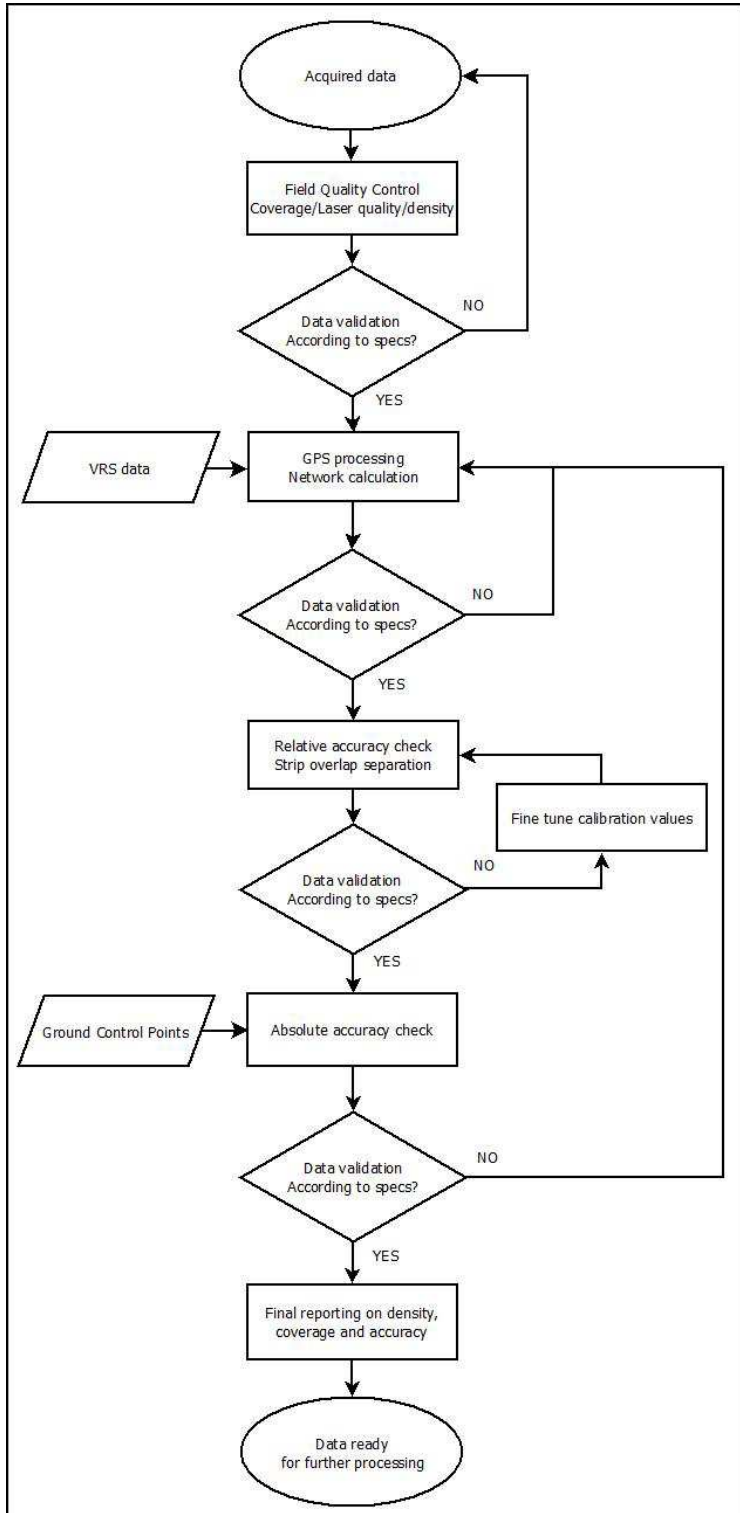 Acquired data
Field Quality Control
Coverage/Laser quality/density
NO
Data validation
According to specs?
YES
VRS data
GPS processing
Network calculation
NO
Data validation
According to specs?
YES
Relative accuracy check
Strip overlap separation
Fine tune calibration values
NO
Data validation
According to specs?
YES
Ground Control Points
Absolute accuracy check
NO
Data validation
According to specs?
YES
Final reporting on density,
coverage and accuracy
Data ready
for further processing